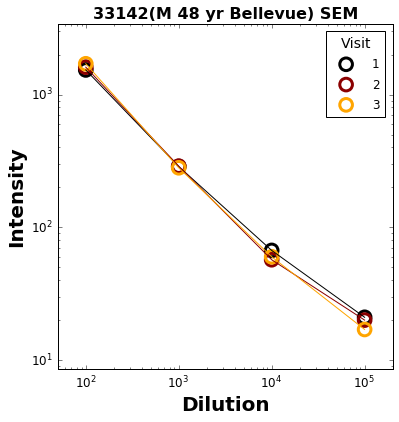 33142(M 48 yr Bellevue) SEM
Visit
1
2
3
10³
10²
10¹
Intensity
10² 10³ 10⁴ 10⁵
Dilution